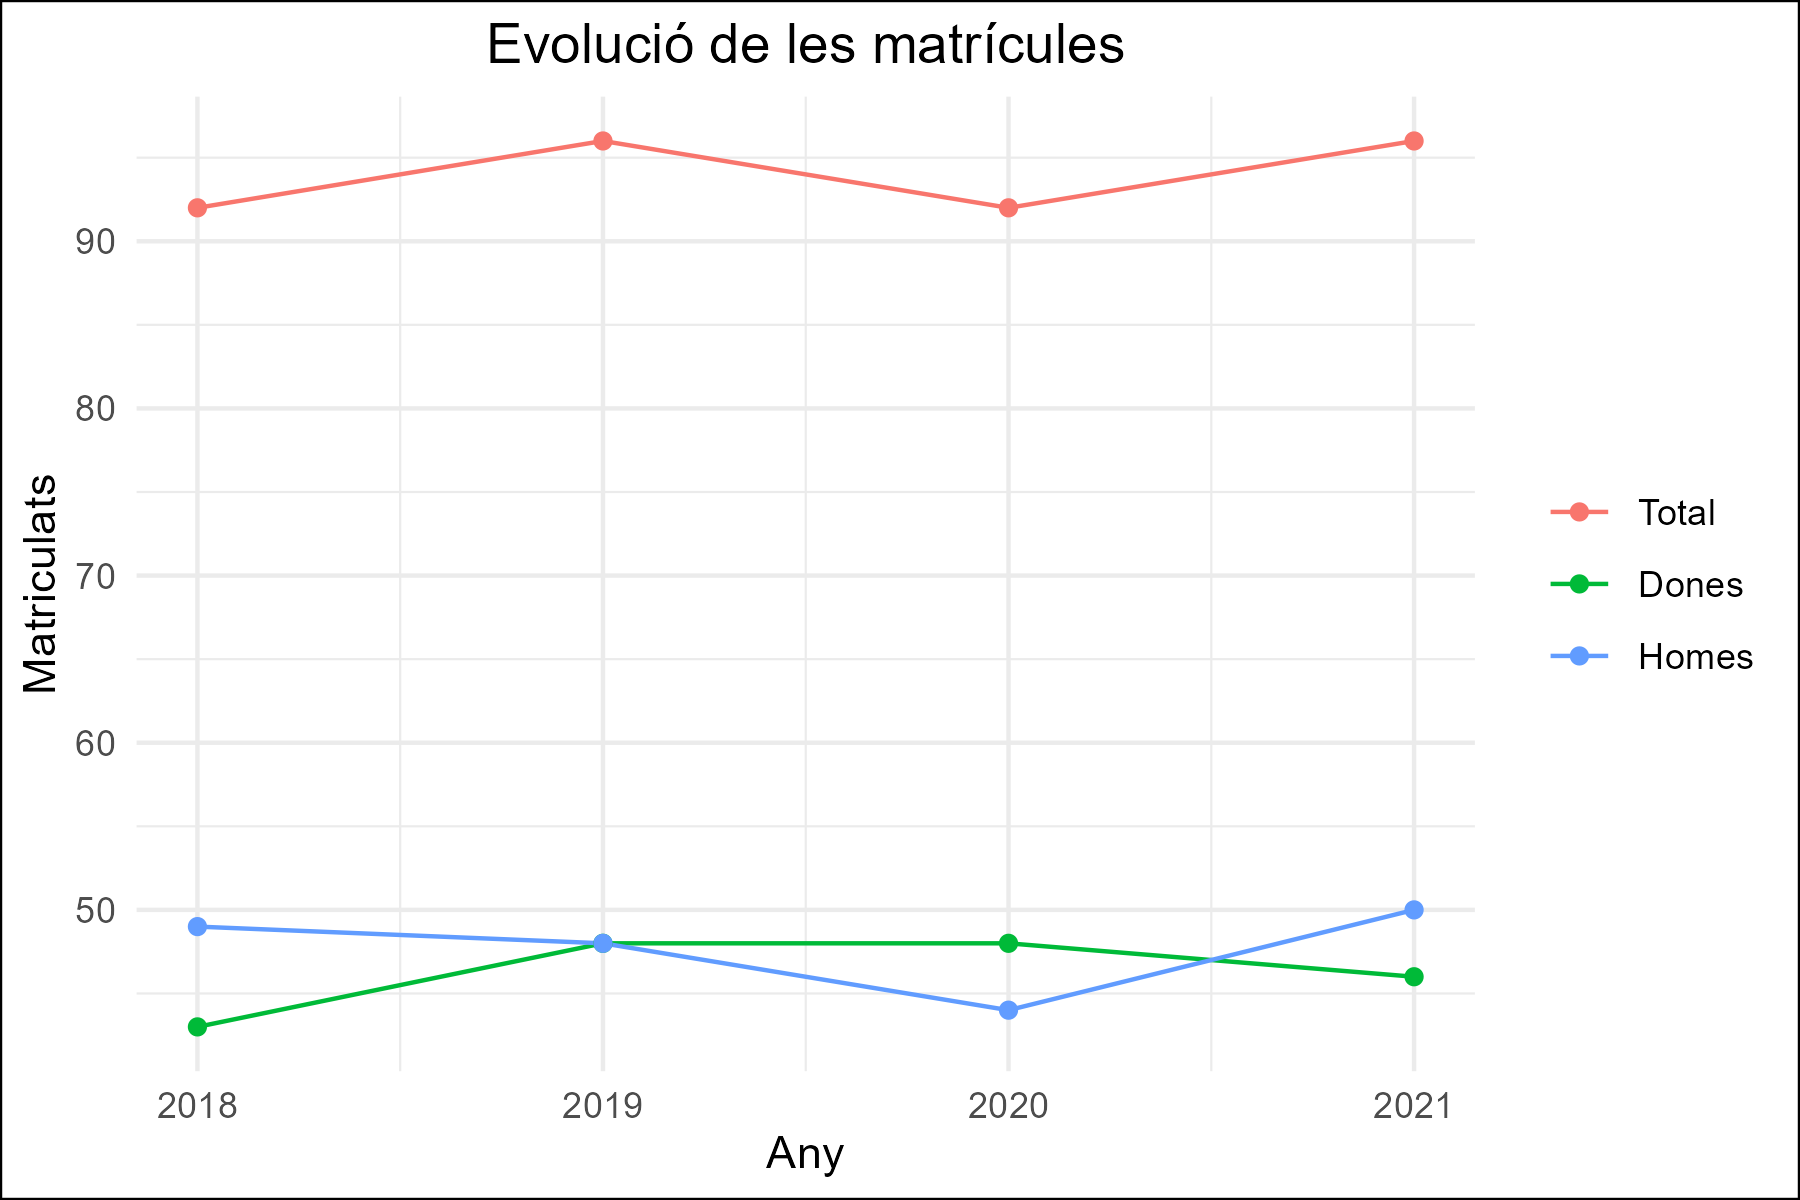 Evolució de les matrícules
90
80
70
60
50
Matriculats
2018
2019
2020
2021
Any
Total
Dones
Homes